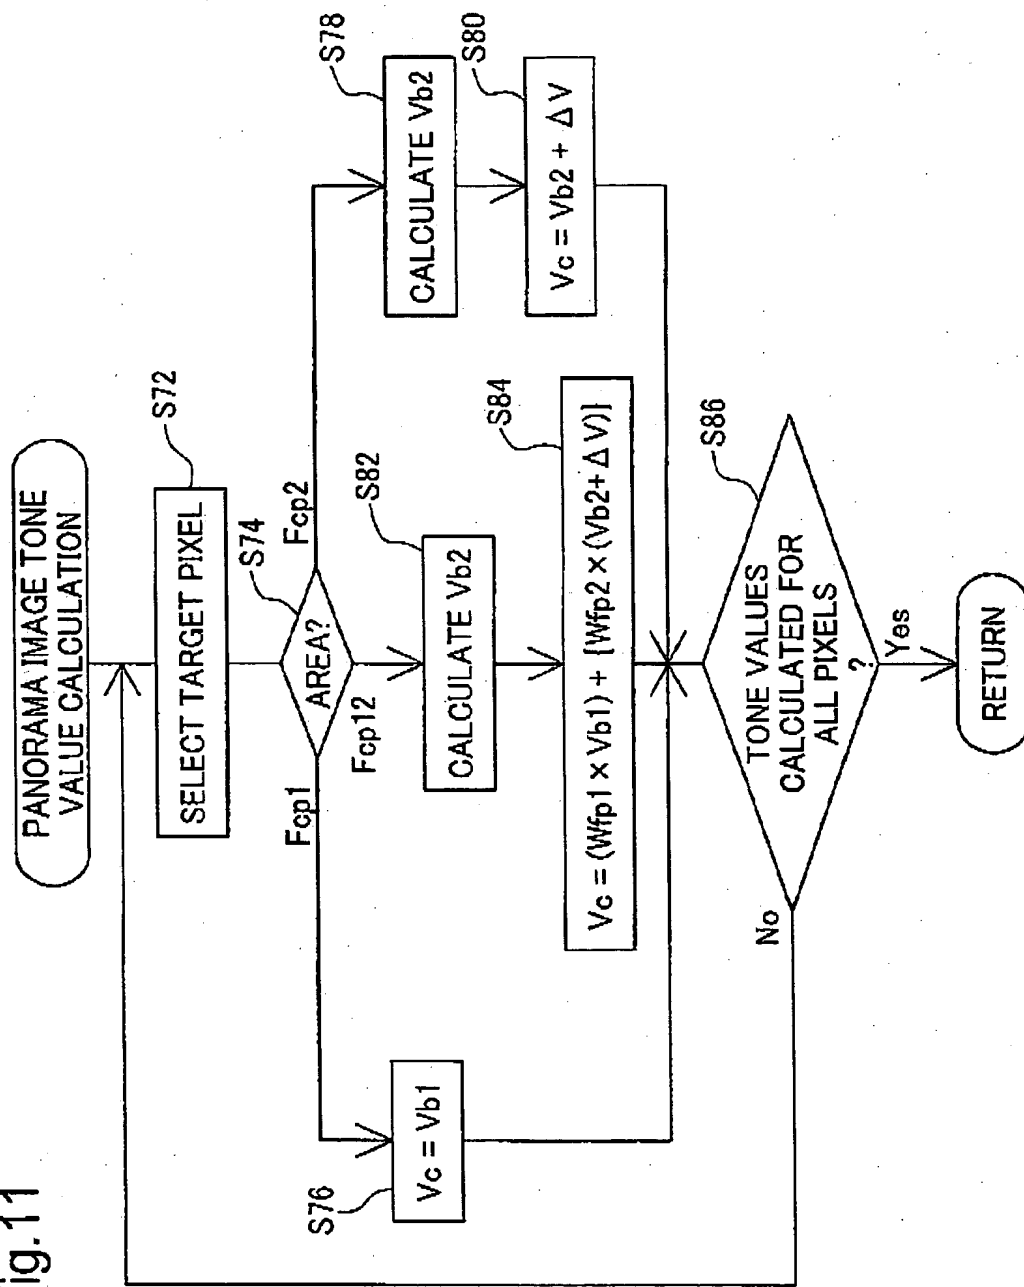 ig.11
PANORAMA IMAGE TONE
VALUE CALCULATION
S72
SELECT TARGET PIXEL
S74
AREA?
Fcp1
Fcp12
Fcp2
S76
Vc = Vb1
S82
CALCULATE Vb2
S78
CALCULATE Vb2
S84
Vc = (Wfp1 × Vb1) + {Wfp2 × (Vb2+ΔV)}
S80
Vc = Vb2 + ΔV
S86
TONE VALUES
CALCULATED FOR
ALL PIXELS
?
No
Yes
RETURN